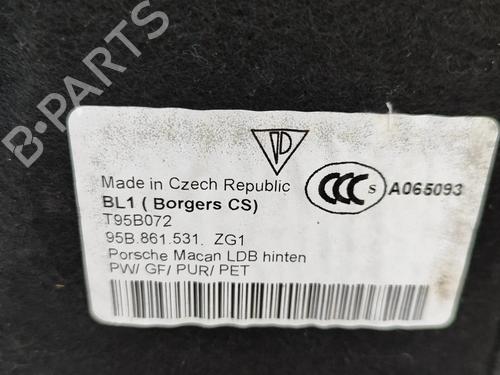 B-PARTS
PD
Made in Czech Republic
CCC S A065093
BL1 ( Borgers CS)
T95B072
95B.861.531. ZG1
Porsche Macan LDB hinten
PW/ GF/ PUR/ PET